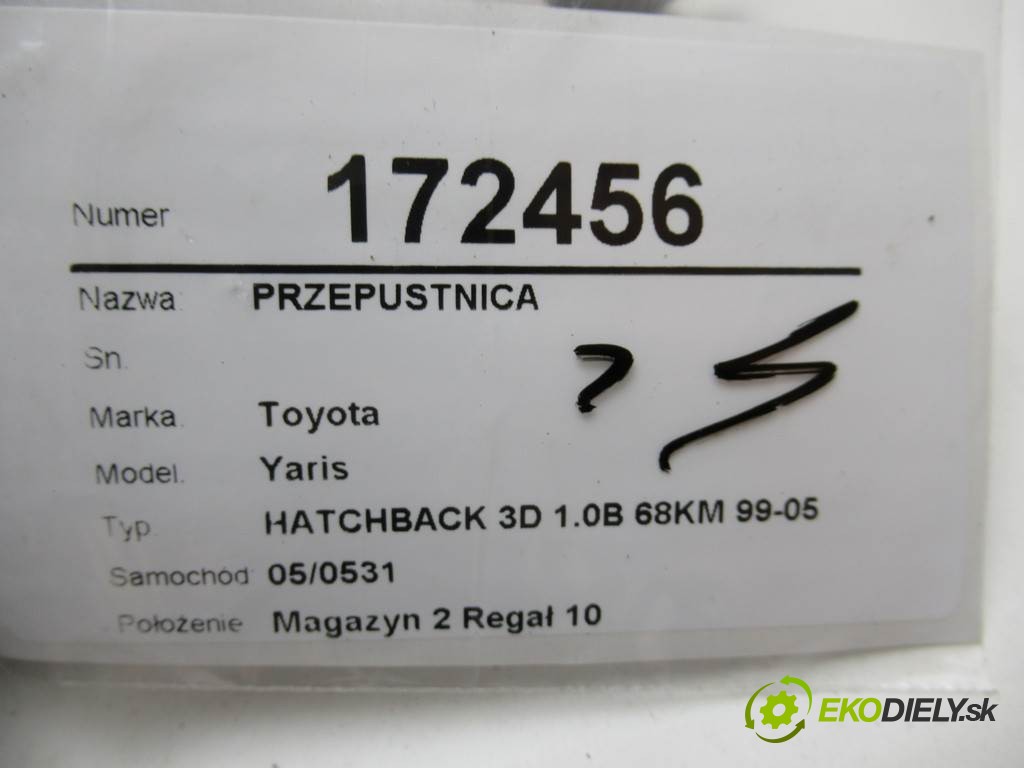 Numer 172456
Nazwa PRZEPUSTNICA
Sn.
Marka. Toyota
Model. Yaris
Typ. HATCHBACK 3D 1.0B 68KM 99-05
Samochód 05/0531
Położenie Magazyn 2 Regał 10
EKODIELY.sk